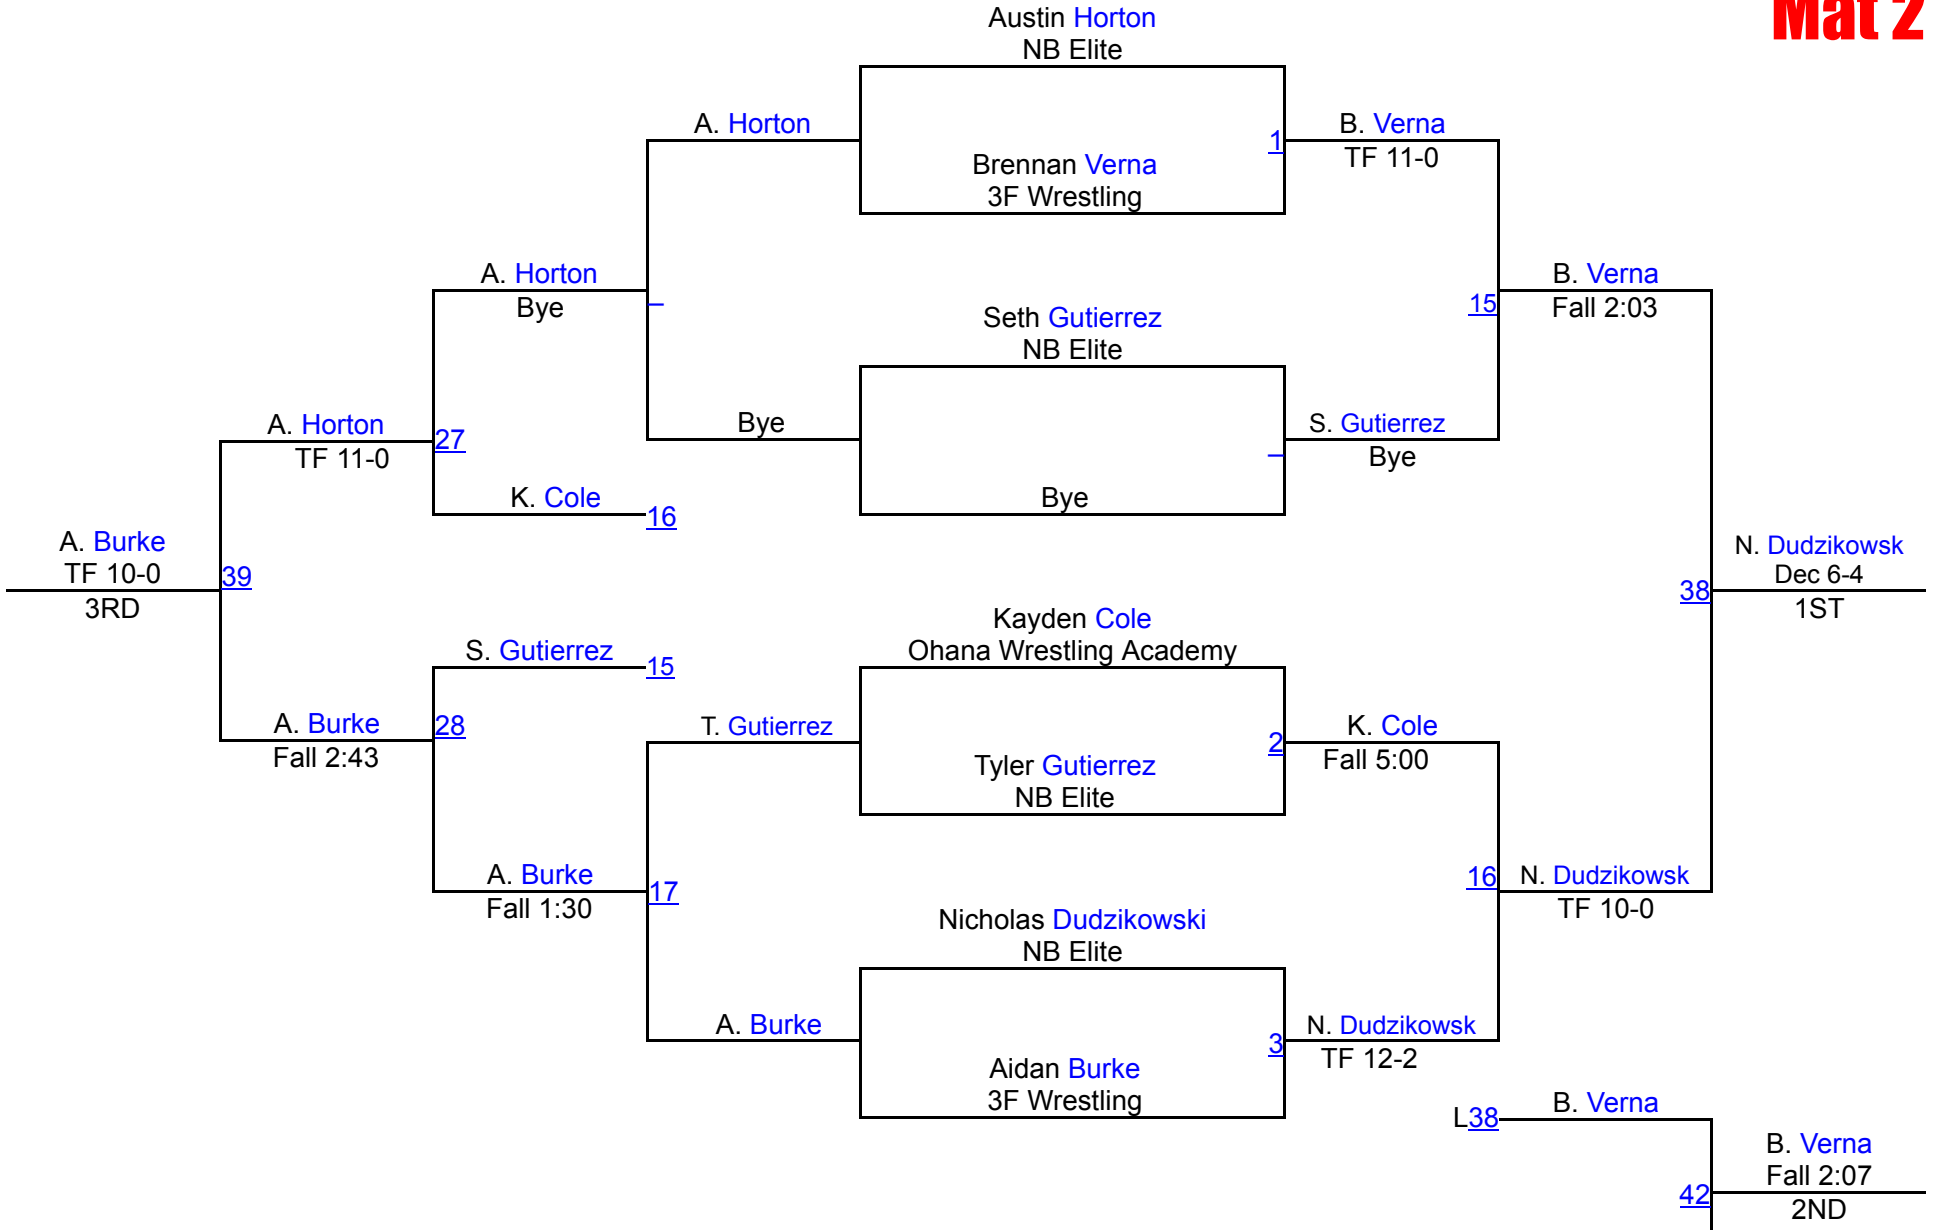 Mat 2
Austin Horton
NB Elite
A. Horton
1
B. Verna
TF 11-0
Brennan Verna
3F Wrestling
A. Horton
Bye
B. Verna
Fall 2:03
15
Seth Gutierrez
NB Elite
Bye
S. Gutierrez
Bye
Bye
A. Horton
TF 11-0
27
K. Cole
16
A. Burke
TF 10-0
3RD
39
N. Dudzikowsk
Dec 6-4
1ST
38
Kayden Cole
Ohana Wrestling Academy
S. Gutierrez
15
A. Burke
Fall 2:43
28
T. Gutierrez
2
K. Cole
Fall 5:00
Tyler Gutierrez
NB Elite
A. Burke
Fall 1:30
17
16
N. Dudzikowsk
TF 10-0
Nicholas Dudzikowski
NB Elite
A. Burke
3
N. Dudzikowsk
TF 12-2
Aidan Burke
3F Wrestling
L38
B. Verna
B. Verna
Fall 2:07
2ND
42